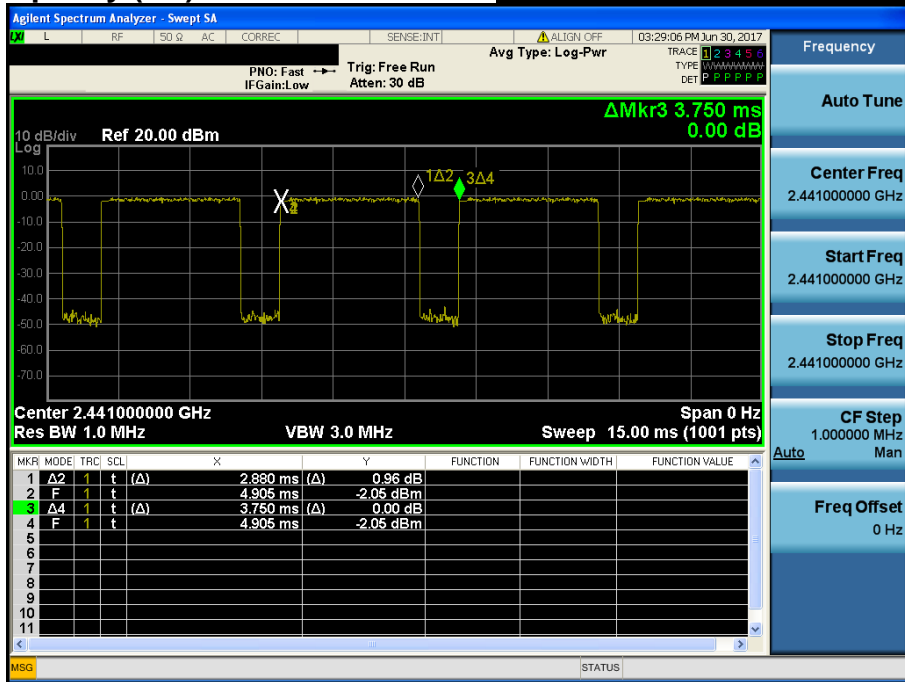 Agilent Spectrum Analyzer - Swept SA
LXI L RF 50 Ω AC CORREC SENSE:INT ALIGN OFF 03:29:06 PM Jun 30, 2017
PNO: Fast Trig: Free Run Avg Type: Log-Pwr TRACE 1 2 3 4 5 6
IFGain:Low Atten: 30 dB TYPE WWWWWW
DET P P P P P P
ΔMkr3 3.750 ms
0.00 dB
10 dB/div Ref 20.00 dBm
Log
10.0
0.00
-10.0
-20.0
-30.0
-40.0
-50.0
-60.0
-70.0
1Δ2 3Δ4
X
Center 2.441000000 GHz Span 0 Hz
Res BW 1.0 MHz VBW 3.0 MHz Sweep 15.00 ms (1001 pts)
MKR MODE TRC SCL X Y FUNCTION FUNCTION WIDTH FUNCTION VALUE
1 Δ2 1 t (Δ) 2.880 ms (Δ) 0.96 dB
2 F 1 t 4.905 ms -2.05 dBm
3 Δ4 1 t (Δ) 3.750 ms (Δ) 0.00 dB
4 F 1 t 4.905 ms -2.05 dBm
5
6
7
8
9
10
11
MSG STATUS
Frequency
Auto Tune
Center Freq
2.441000000 GHz
Start Freq
2.441000000 GHz
Stop Freq
2.441000000 GHz
CF Step
1.000000 MHz
Auto Man
Freq Offset
0 Hz